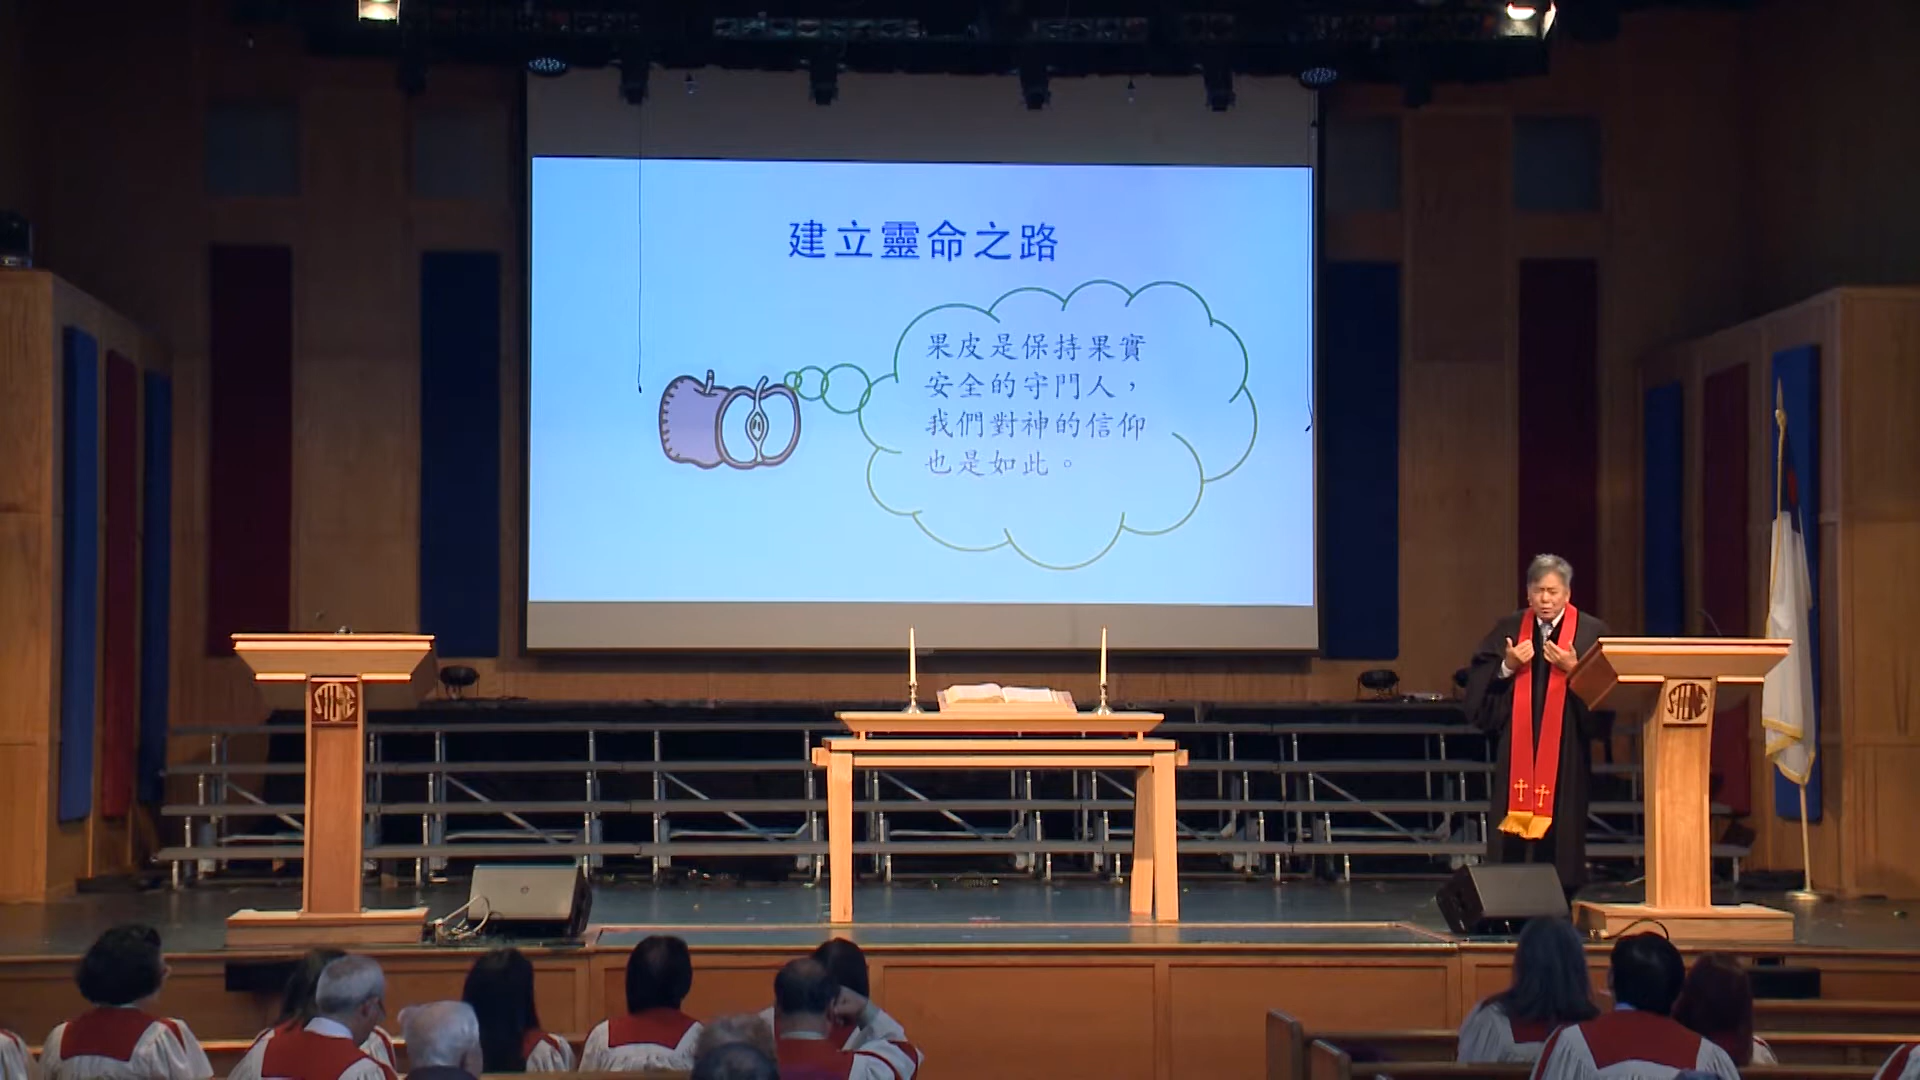 建立靈命之路
果皮是保持果實
安全的守門人，
我們對神的信仰
也是如此。